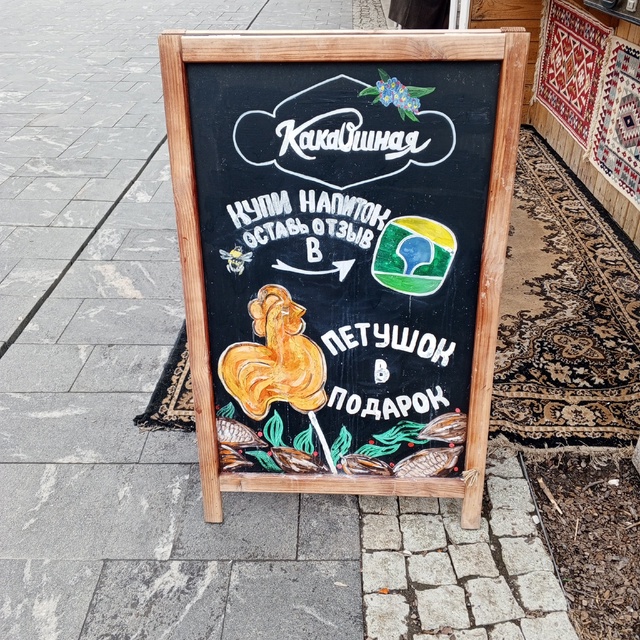 Какаошная
КУПИ НАПИТОК
ОСТАВЬ ОТЗЫВ
В
ПЕТУШОК
В
ПОДАРОК